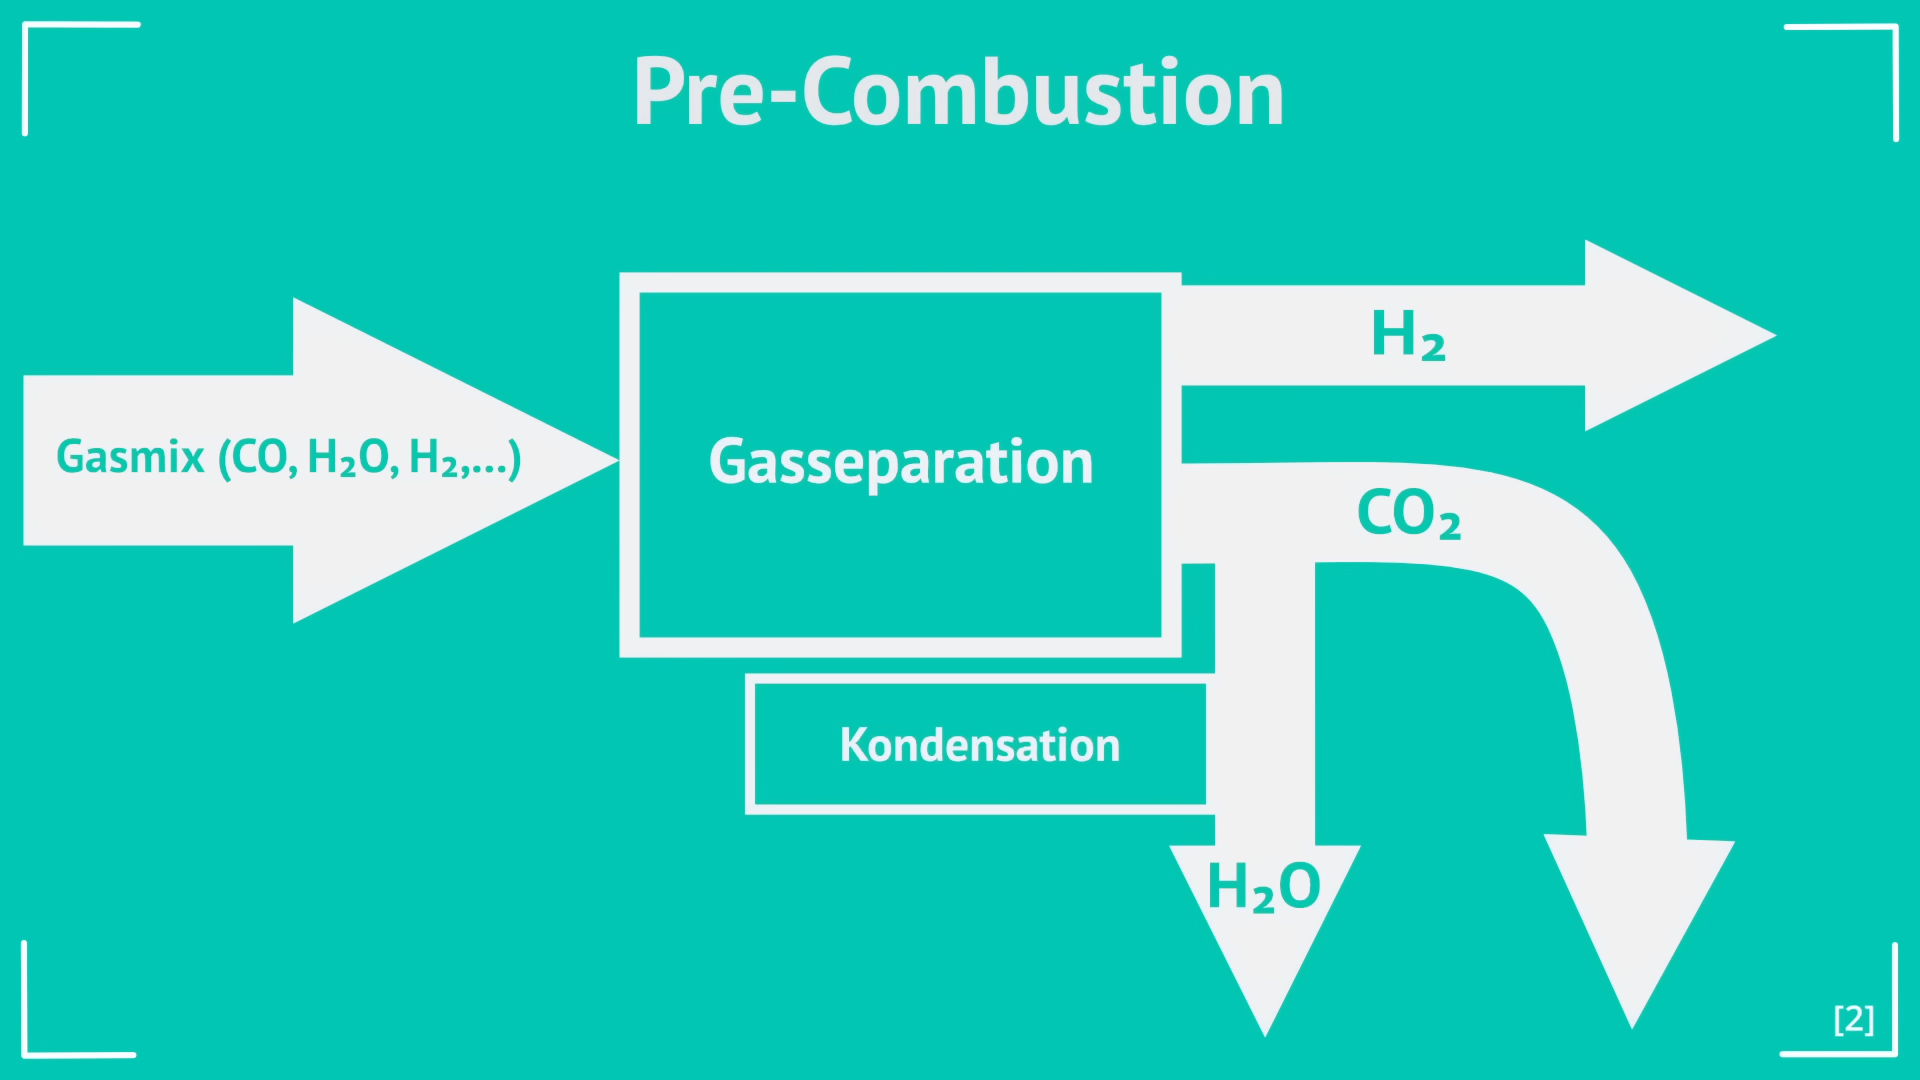 Pre-Combustion
Gasmix (CO, H₂O, H₂,...)
Gasseparation
H₂
CO₂
Kondensation
H₂O
[2]